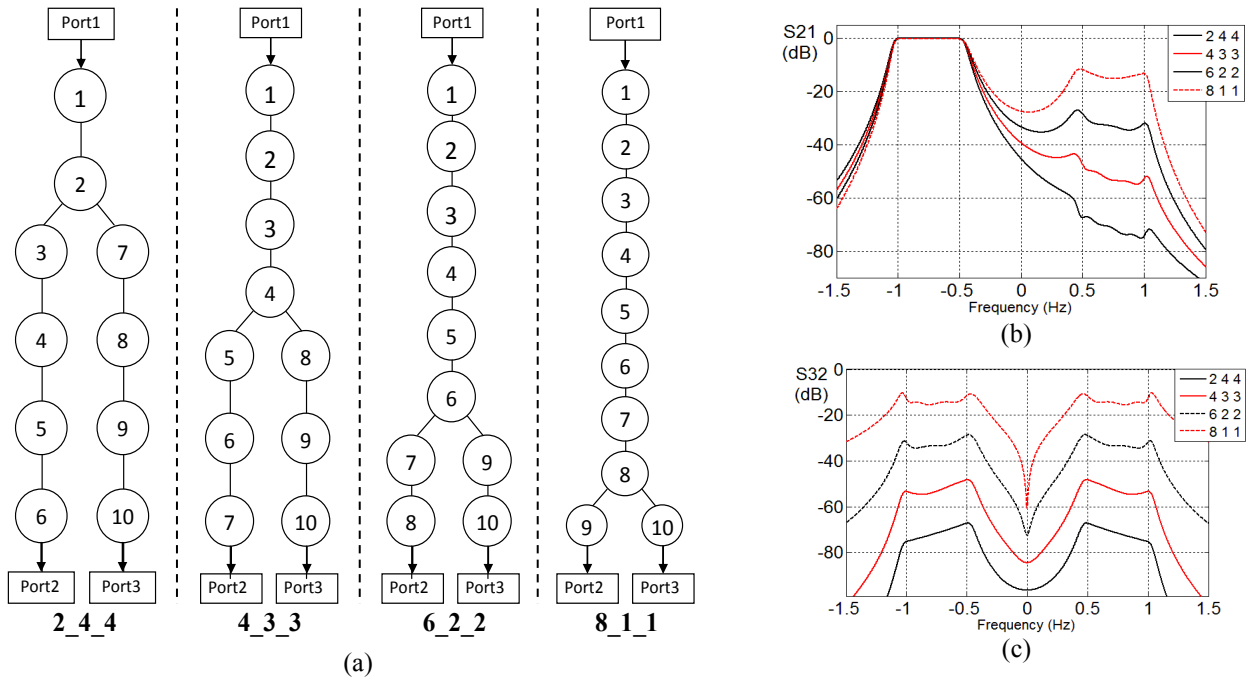 Port1
1
2
3
7
4
8
5
9
6
10
Port2
Port3
2_4_4
Port1
1
2
3
4
5
8
6
9
7
10
Port2
Port3
4_3_3
Port1
1
2
3
4
5
6
7
9
8
10
Port2
Port3
6_2_2
Port1
1
2
3
4
5
6
7
8
9
10
Port2
Port3
8_1_1
(a)
S21
(dB)
0
-20
-40
-60
-80
-1.5
-1
-0.5
0
0.5
1
1.5
Frequency (Hz)
2 4 4
4 3 3
6 2 2
8 1 1
(b)
S32
(dB)
0
-20
-40
-60
-80
-1.5
-1
-0.5
0
0.5
1
1.5
Frequency (Hz)
2 4 4
4 3 3
6 2 2
8 1 1
(c)